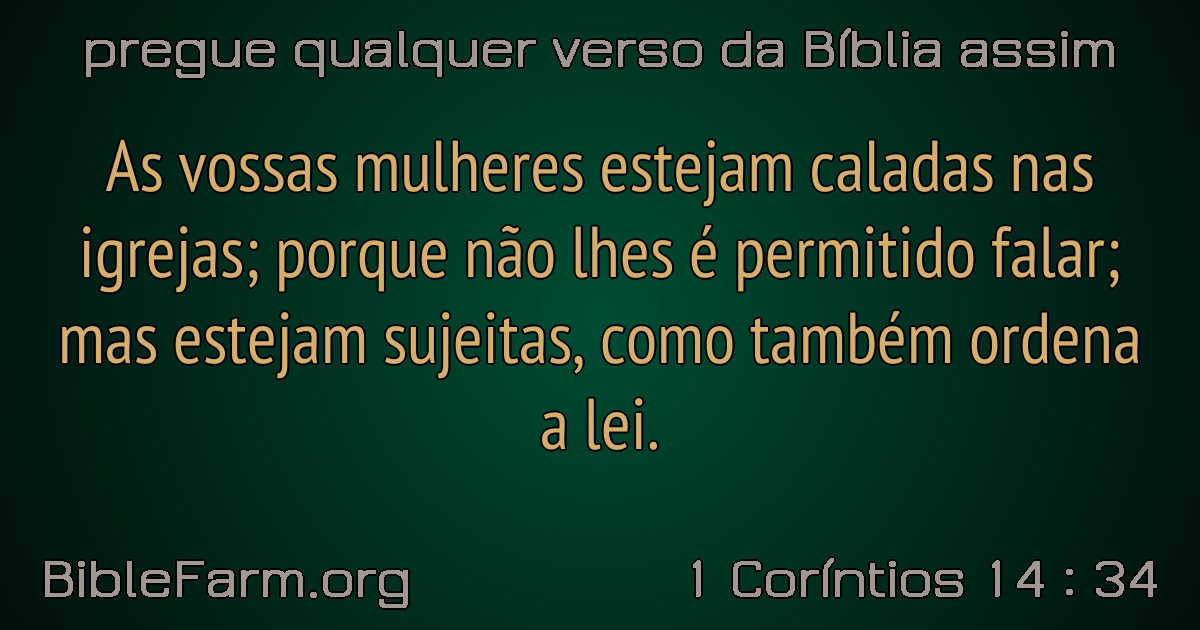 pregue qualquer verso da Bíblia assim
As vossas mulheres estejam caladas nas
igrejas; porque não lhes é permitido falar;
mas estejam sujeitas, como também ordena
a lei.
BibleFarm.org
1 Coríntios 14 : 34